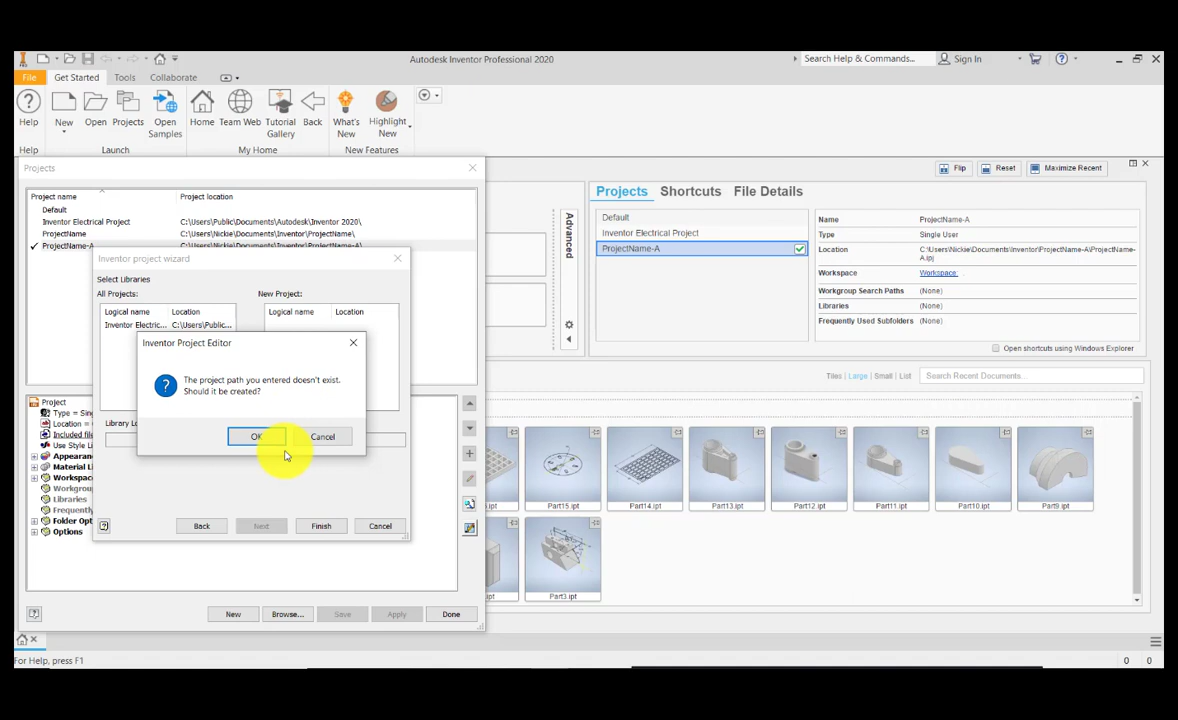 Autodesk Inventor Professional 2020
Search Help & Commands...
Sign In
File
Get Started
Tools
Collaborate
Help
New
Open
Projects
Open Samples
Home
Team Web
Tutorial Gallery
Back
What's New
Highlight New
Help
Launch
My Home
New Features
Projects
Project name
Project location
Default
Inventor Electrical Project
C:\Users\Public\Documents\Autodesk\Inventor 2020\
ProjectName
C:\Users\Nickie\Documents\Inventor\ProjectName\
ProjectName-A
C:\Users\Nickie\Documents\Inventor\ProjectName-A\
Inventor project wizard
Select Libraries
All Projects:
New Project:
Logical name
Location
Logical name
Location
Inventor Electric...
C:\Users\Public...
Inventor Project Editor
The project path you entered doesn't exist.
Should it be created?
OK
Cancel
Library Lo
Back
Next
Finish
Cancel
Project
Type = Sing
Location =
Included file
Use Style Li
Appearan
Material Li
Workspac
Workgrou
Libraries
Frequentl
Folder Opt
Options
New
Browse...
Save
Apply
Done
Flip
Reset
Maximize Recent
Advanced
Projects
Shortcuts
File Details
Default
Inventor Electrical Project
ProjectName-A
Name
ProjectName-A
Type
Single User
Location
C:\Users\Nickie\Documents\Inventor\ProjectName-A\ProjectName-
A.ipj
Workspace
Workspace:
Workgroup Search Paths
(None)
Libraries
(None)
Frequently Used Subfolders
(None)
Open shortcuts using Windows Explorer
Tiles
Large
Small
List
Search Recent Documents...
Part15.ipt
Part14.ipt
Part13.ipt
Part12.ipt
Part11.ipt
Part10.ipt
Part9.ipt
Part3.ipt
For Help, press F1
0
0